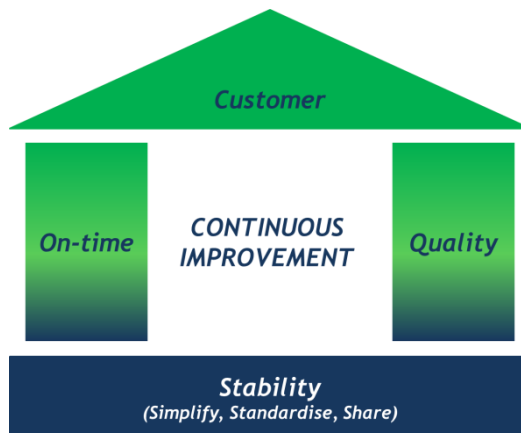 Customer
On-time
CONTINUOUS
IMPROVEMENT
Quality
Stability
(Simplify, Standardise, Share)